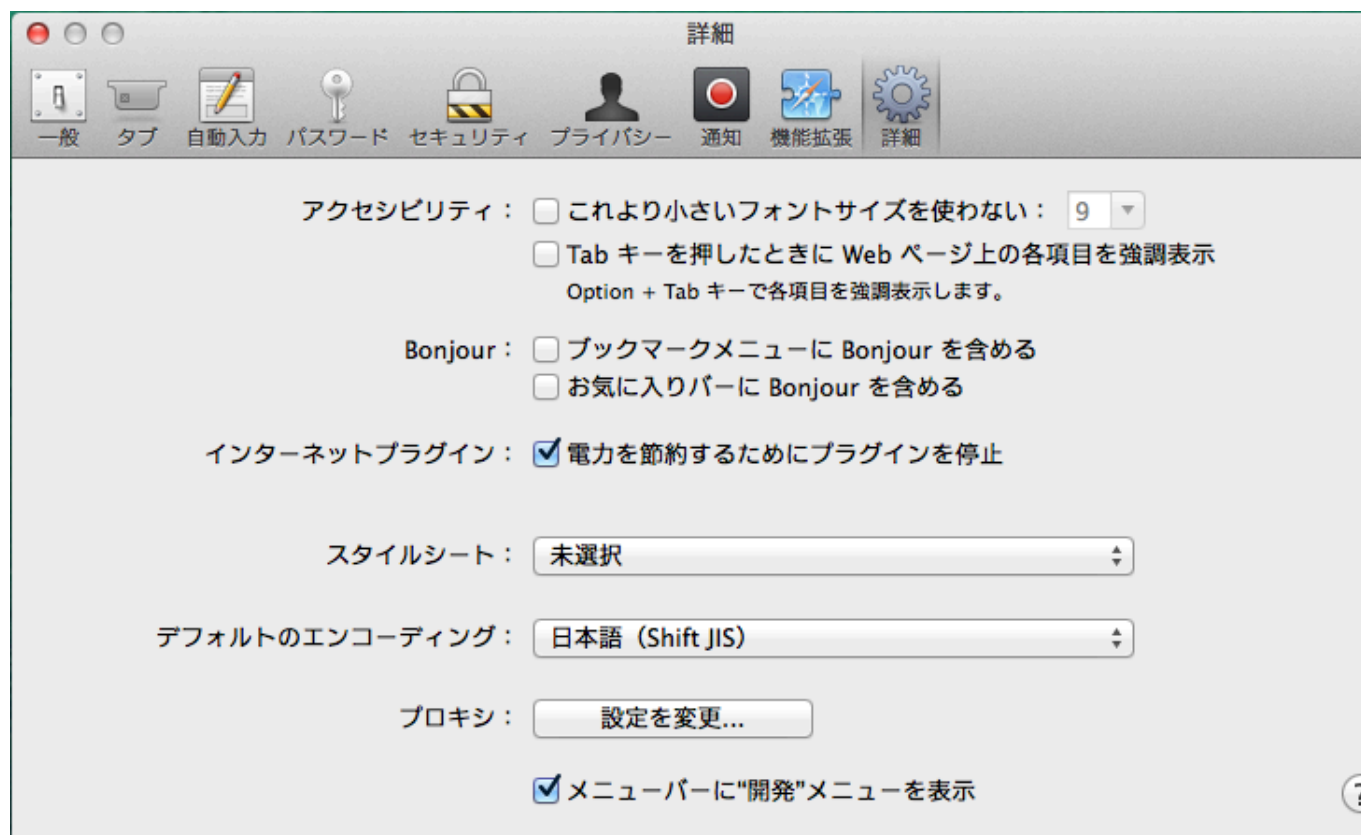 詳細
一般 タブ 自動入力 パスワード セキュリティ プライバシー 通知 機能拡張 詳細
アクセシビリティ： これより小さいフォントサイズを使わない： 9
Tab キーを押したときに Web ページ上の各項目を強調表示
Option + Tab キーで各項目を強調表示します。
Bonjour： ブックマークメニューに Bonjour を含める
お気に入りバーに Bonjour を含める
インターネットプラグイン： 電力を節約するためにプラグインを停止
スタイルシート： 未選択
デフォルトのエンコーディング： 日本語（Shift JIS）
プロキシ： 設定を変更...
メニューバーに“開発”メニューを表示
?